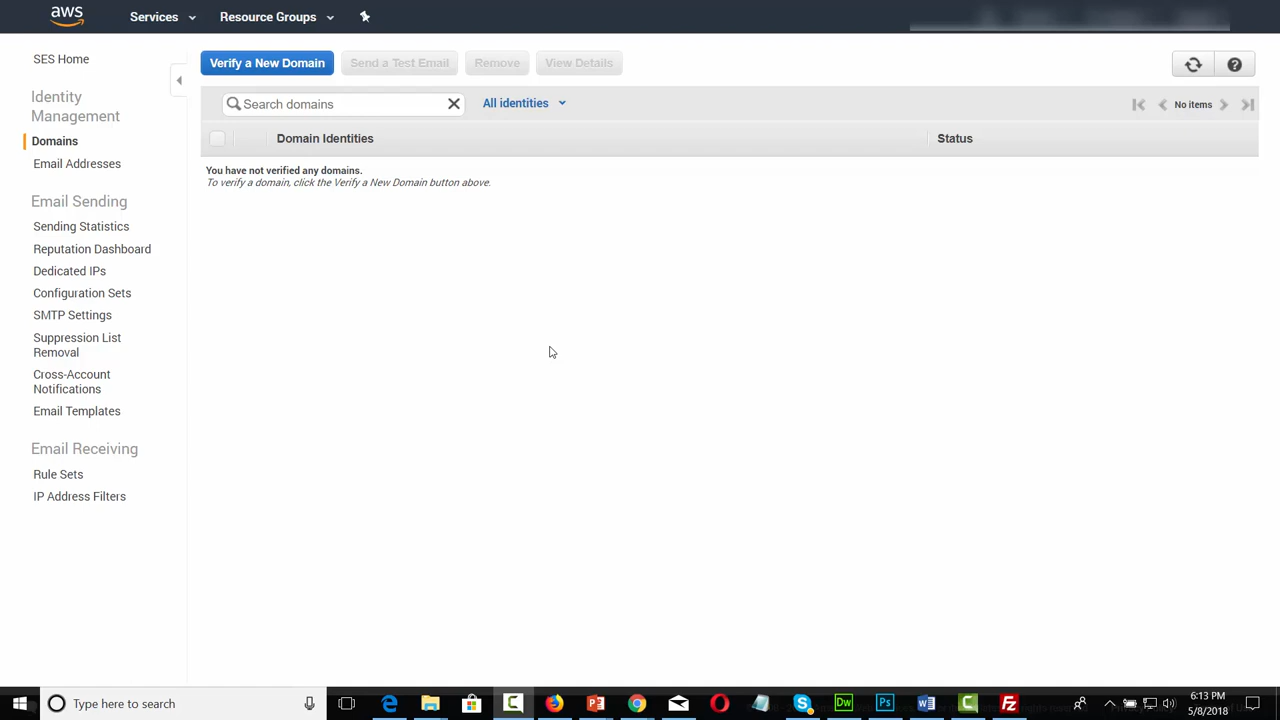 aws
Services
Resource Groups
SES Home
Identity
Management
Domains
Email Addresses
Email Sending
Sending Statistics
Reputation Dashboard
Dedicated IPs
Configuration Sets
SMTP Settings
Suppression List
Removal
Cross-Account
Notifications
Email Templates
Email Receiving
Rule Sets
IP Address Filters
Verify a New Domain
Send a Test Email
Remove
View Details
Search domains
All identities
No items
Domain Identities
Status
You have not verified any domains.
To verify a domain, click the Verify a New Domain button above.
Type here to search
6:13 PM
5/8/2018